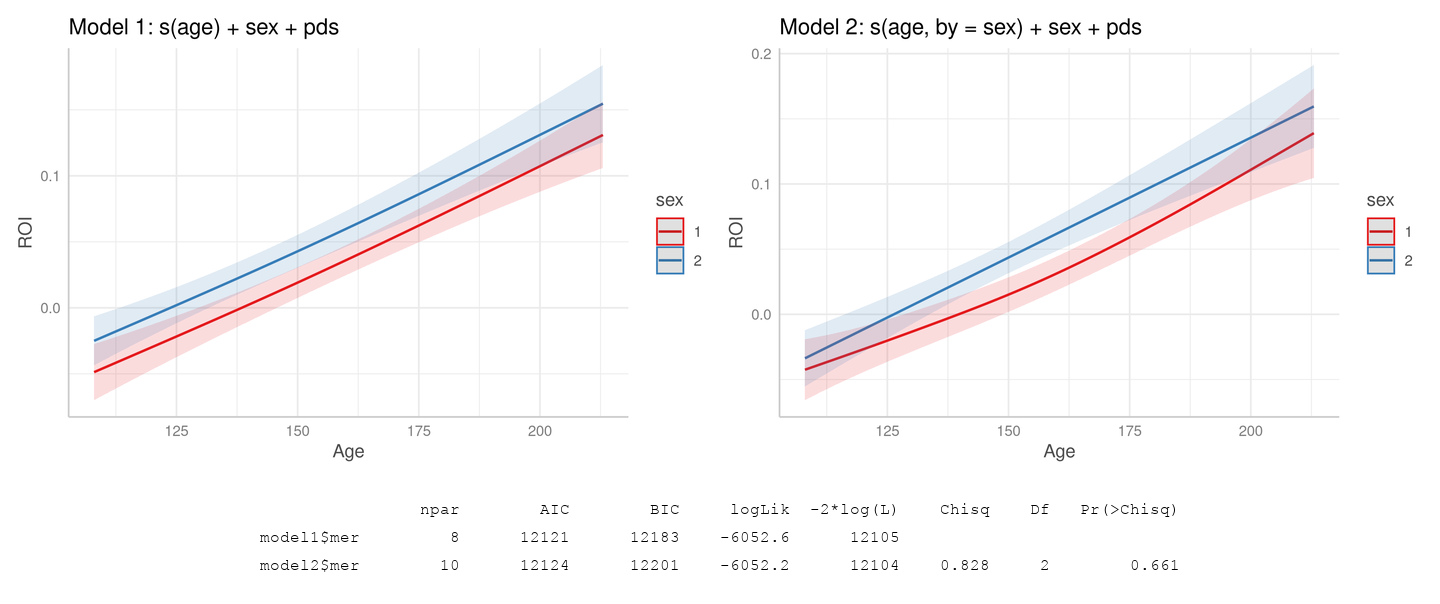 Model 1: s(age) + sex + pds
0.1
0.0
ROI
125 150 175 200
Age
sex
1
2
Model 2: s(age, by = sex) + sex + pds
0.2
0.1
0.0
ROI
125 150 175 200
Age
sex
1
2
npar AIC BIC logLik -2*log(L) Chisq Df Pr(>Chisq)
model1$mer 8 12121 12183 -6052.6 12105
model2$mer 10 12124 12201 -6052.2 12104 0.828 2 0.661